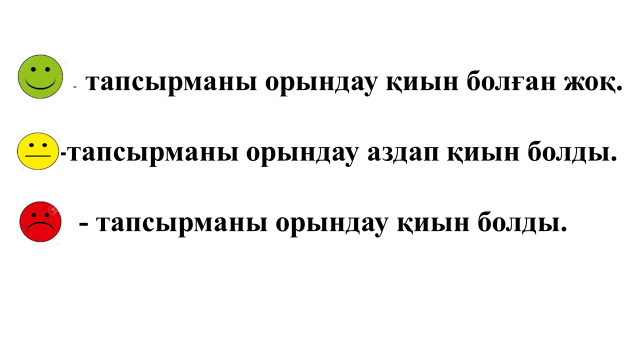 - тапсырманы орындау қиын болған жоқ.
-тапсырманы орындау аздап қиын болды.
- тапсырманы орындау қиын болды.